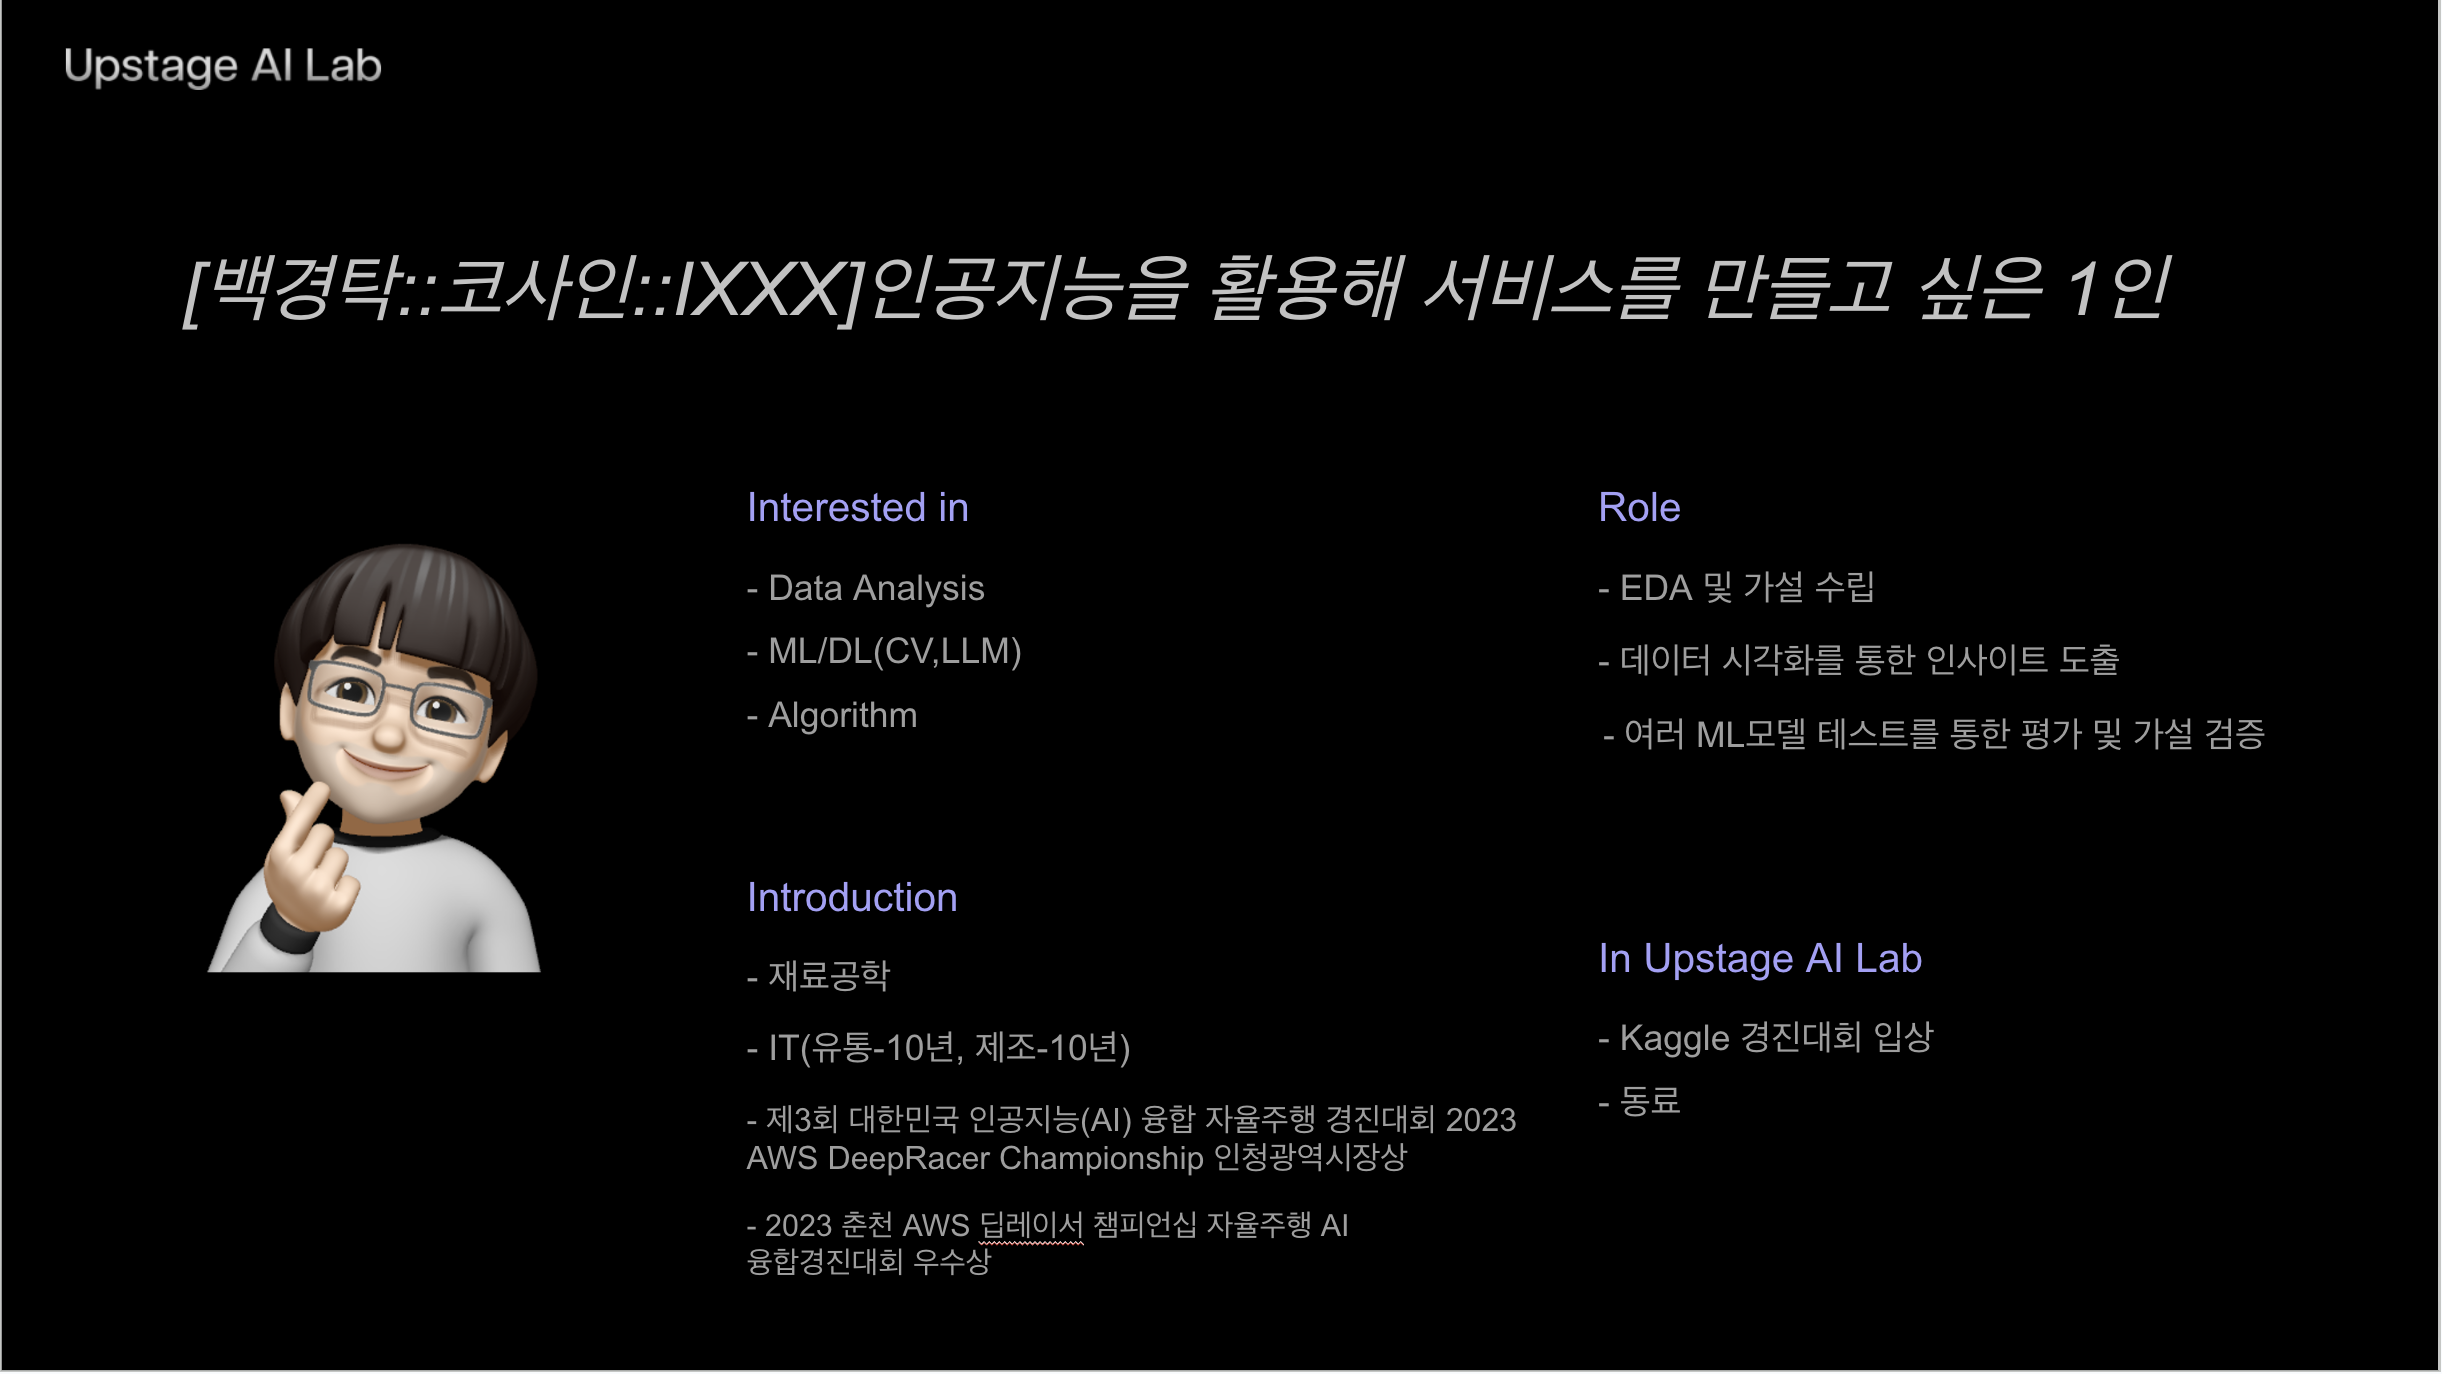 Upstage AI Lab
[백경탁::코사인::IXXX]인공지능을 활용해 서비스를 만들고 싶은 1인
Interested in
- Data Analysis
- ML/DL(CV,LLM)
- Algorithm
Role
- EDA 및 가설 수립
- 데이터 시각화를 통한 인사이트 도출
- 여러 ML모델 테스트를 통한 평가 및 가설 검증
Introduction
- 재료공학
- IT(유통-10년, 제조-10년)
- 제3회 대한민국 인공지능(AI) 융합 자율주행 경진대회 2023
AWS DeepRacer Championship 인청광역시장상
- 2023 춘천 AWS 딥레이서 챔피언십 자율주행 AI
융합경진대회 우수상
In Upstage AI Lab
- Kaggle 경진대회 입상
- 동료